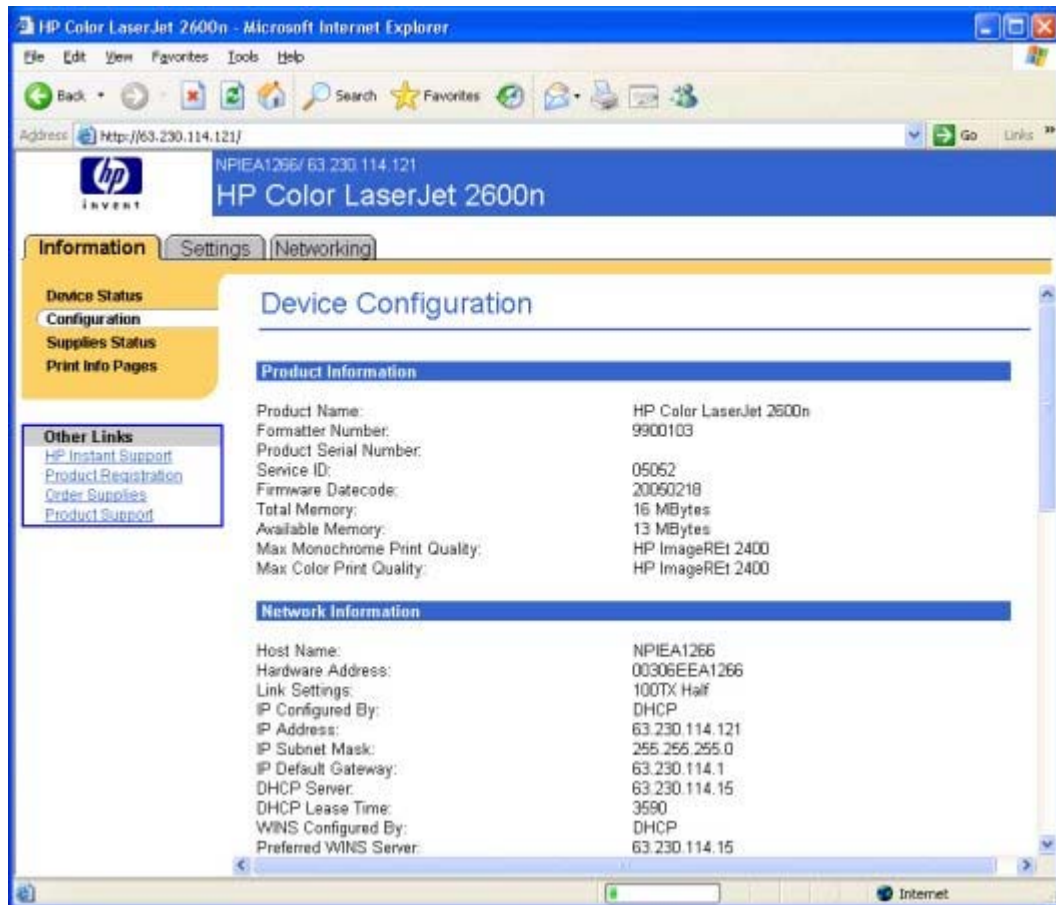 HP Color LaserJet 2600n - Microsoft Internet Explorer
File Edit View Favorites Tools Help
Back Search Favorites
Address http://63.230.114.121/ Go Links »
hp
invent
NPIEA1266/ 63.230.114.121
HP Color LaserJet 2600n
Information Settings Networking
Device Status
Configuration
Supplies Status
Print Info Pages
Other Links
HP Instant Support
Product Registration
Order Supplies
Product Support
Device Configuration
Product Information
Product Name: HP Color LaserJet 2600n
Formatter Number: 9900103
Product Serial Number:
Service ID: 05052
Firmware Datecode: 20050218
Total Memory: 16 MBytes
Available Memory: 13 MBytes
Max Monochrome Print Quality: HP ImageREt 2400
Max Color Print Quality: HP ImageREt 2400
Network Information
Host Name: NPIEA1266
Hardware Address: 00306EEA1266
Link Settings: 100TX Half
IP Configured By: DHCP
IP Address: 63.230.114.121
IP Subnet Mask: 255.255.255.0
IP Default Gateway: 63.230.114.1
DHCP Server: 63.230.114.15
DHCP Lease Time: 3590
WINS Configured By: DHCP
Preferred WINS Server: 63.230.114.15
Internet